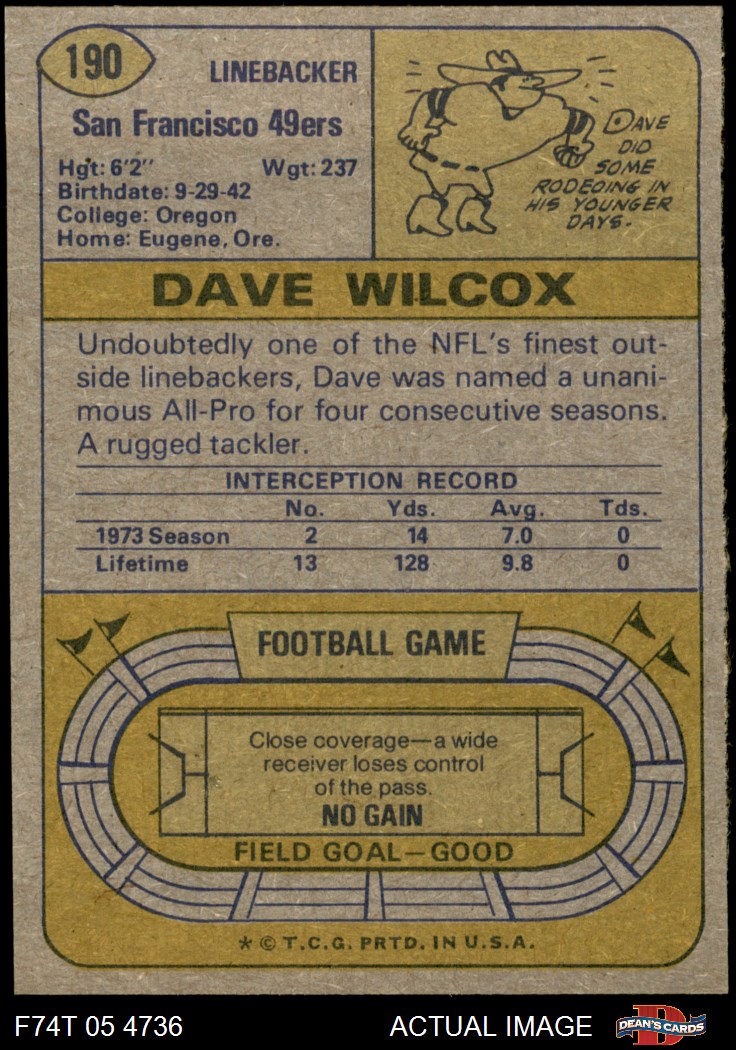 190
LINEBACKER
San Francisco 49ers
Hgt: 6'2" Wgt: 237
Birthdate: 9-29-42
College: Oregon
Home: Eugene, Ore.
DAVE
DID
SOME
RODEOING IN
HIS YOUNGER
DAYS.
DAVE WILCOX
Undoubtedly one of the NFL's finest out-
side linebackers, Dave was named a unani-
mous All-Pro for four consecutive seasons.
A rugged tackler.
INTERCEPTION RECORD
No. Yds. Avg. Tds.
1973 Season 2 14 7.0 0
Lifetime 13 128 9.8 0
FOOTBALL GAME
Close coverage—a wide
receiver loses control
of the pass.
NO GAIN
FIELD GOAL—GOOD
* © T.C.G. PRTD. IN U.S.A.
F74T 05 4736 ACTUAL IMAGE
D
DEAN'S CARDS